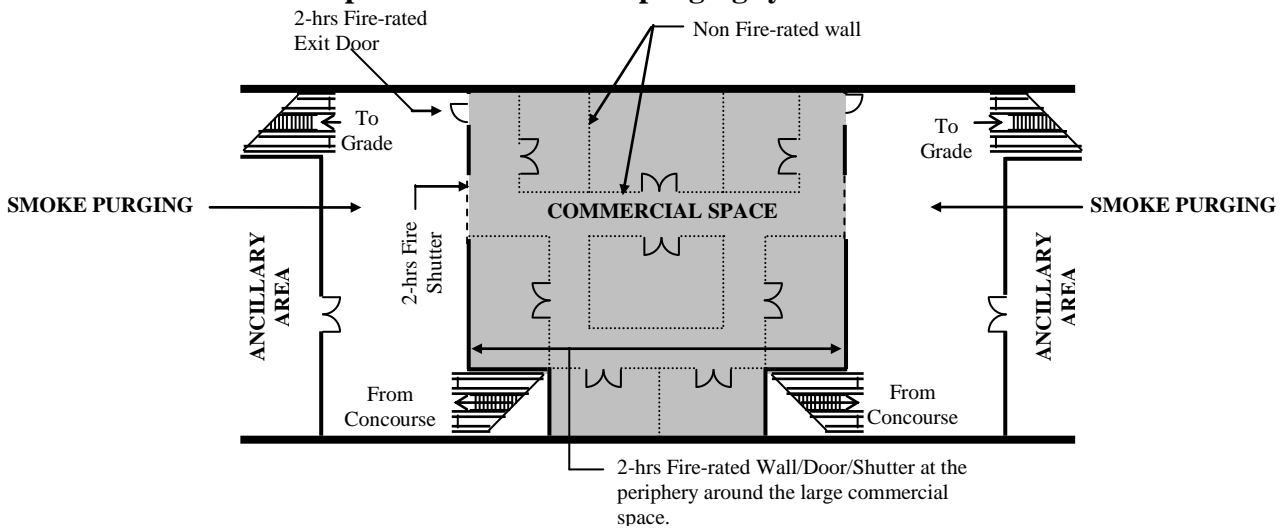 2-hrs Fire-rated
Exit Door
Non Fire-rated wall
To
Grade
To
Grade
SMOKE PURGING
COMMERCIAL SPACE
SMOKE PURGING
2-hrs Fire
Shutter
ANCILLARY
AREA
ANCILLARY
AREA
From
Concourse
From
Concourse
2-hrs Fire-rated Wall/Door/Shutter at the
periphery around the large commercial
space.